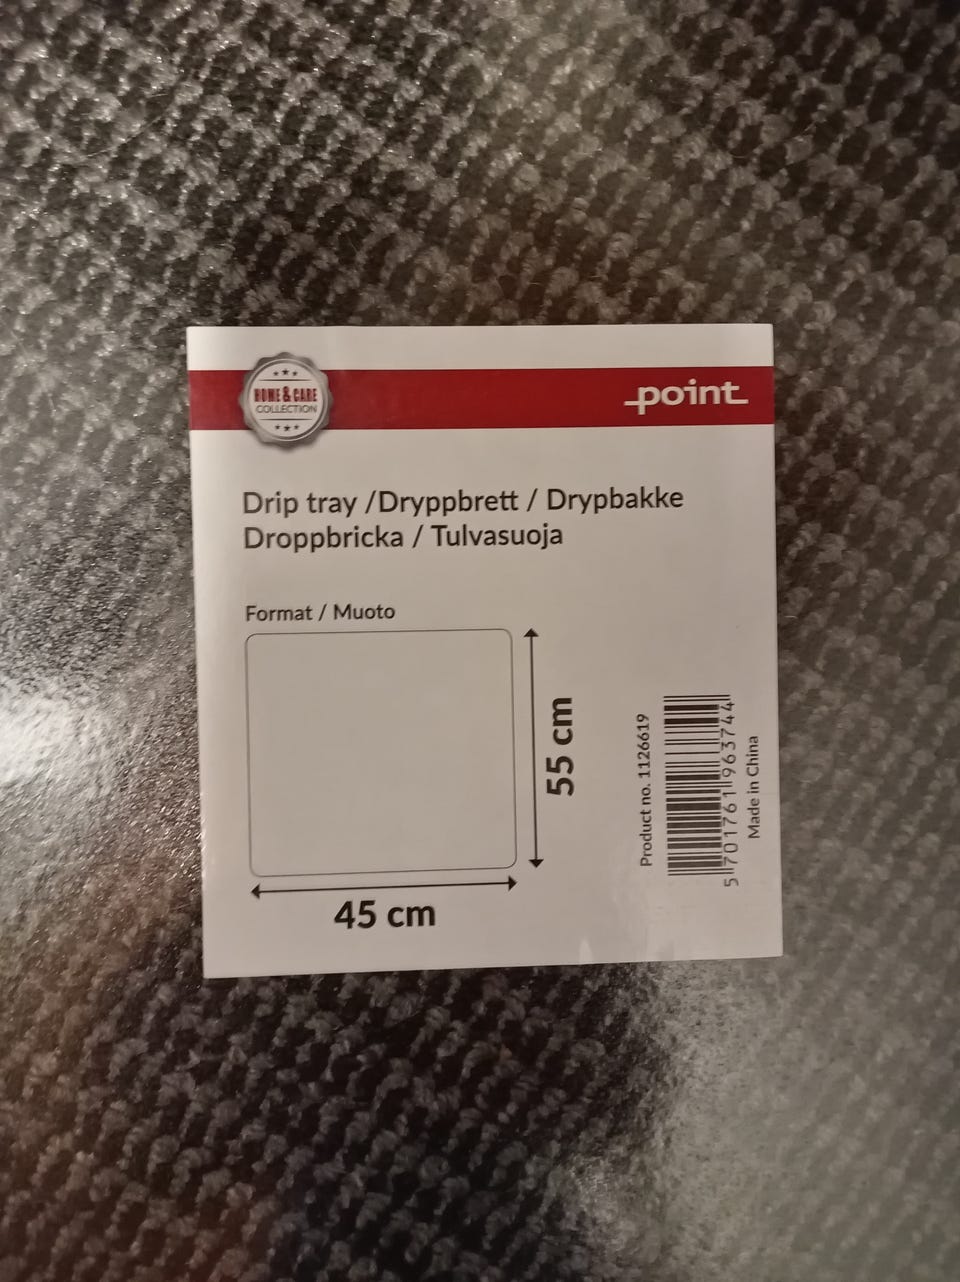 HOME & CARE
COLLECTION
point
Drip tray /Dryppbrett / Drypbakke
Droppbricka / Tulvasuoja
Format / Muoto
55 cm
45 cm
Product no. 1126619
5 701761 963744
Made in China